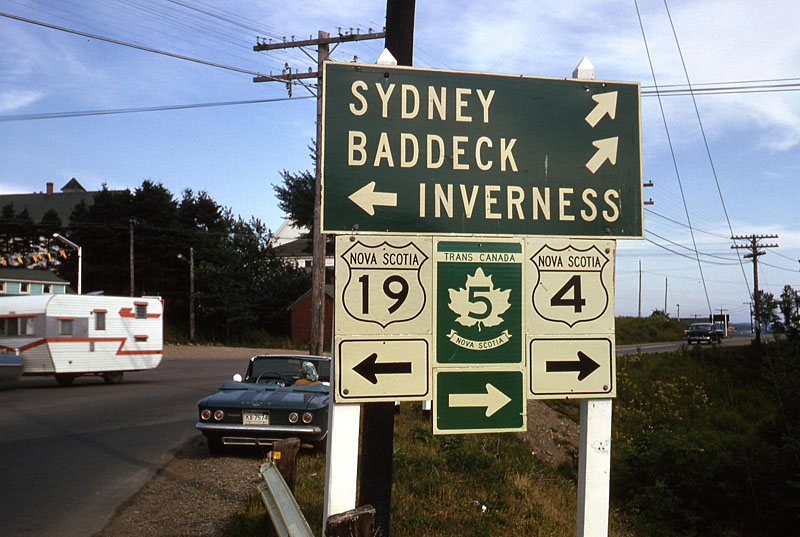 SYDNEY
BADDECK
INVERNESS
NOVA SCOTIA
19
TRANS CANADA
5
NOVA SCOTIA
NOVA SCOTIA
4